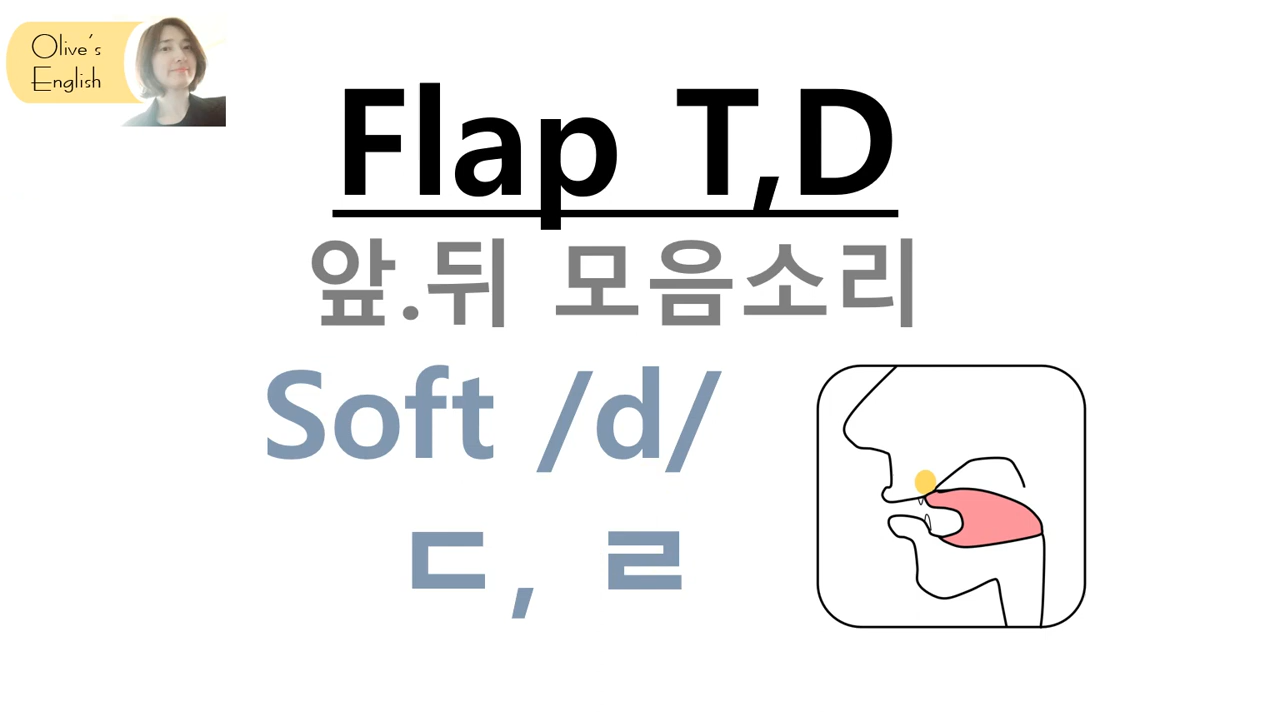 Olive's
English
Flap T,D
앞.뒤 모음소리
Soft /d/
ㄷ, ㄹ